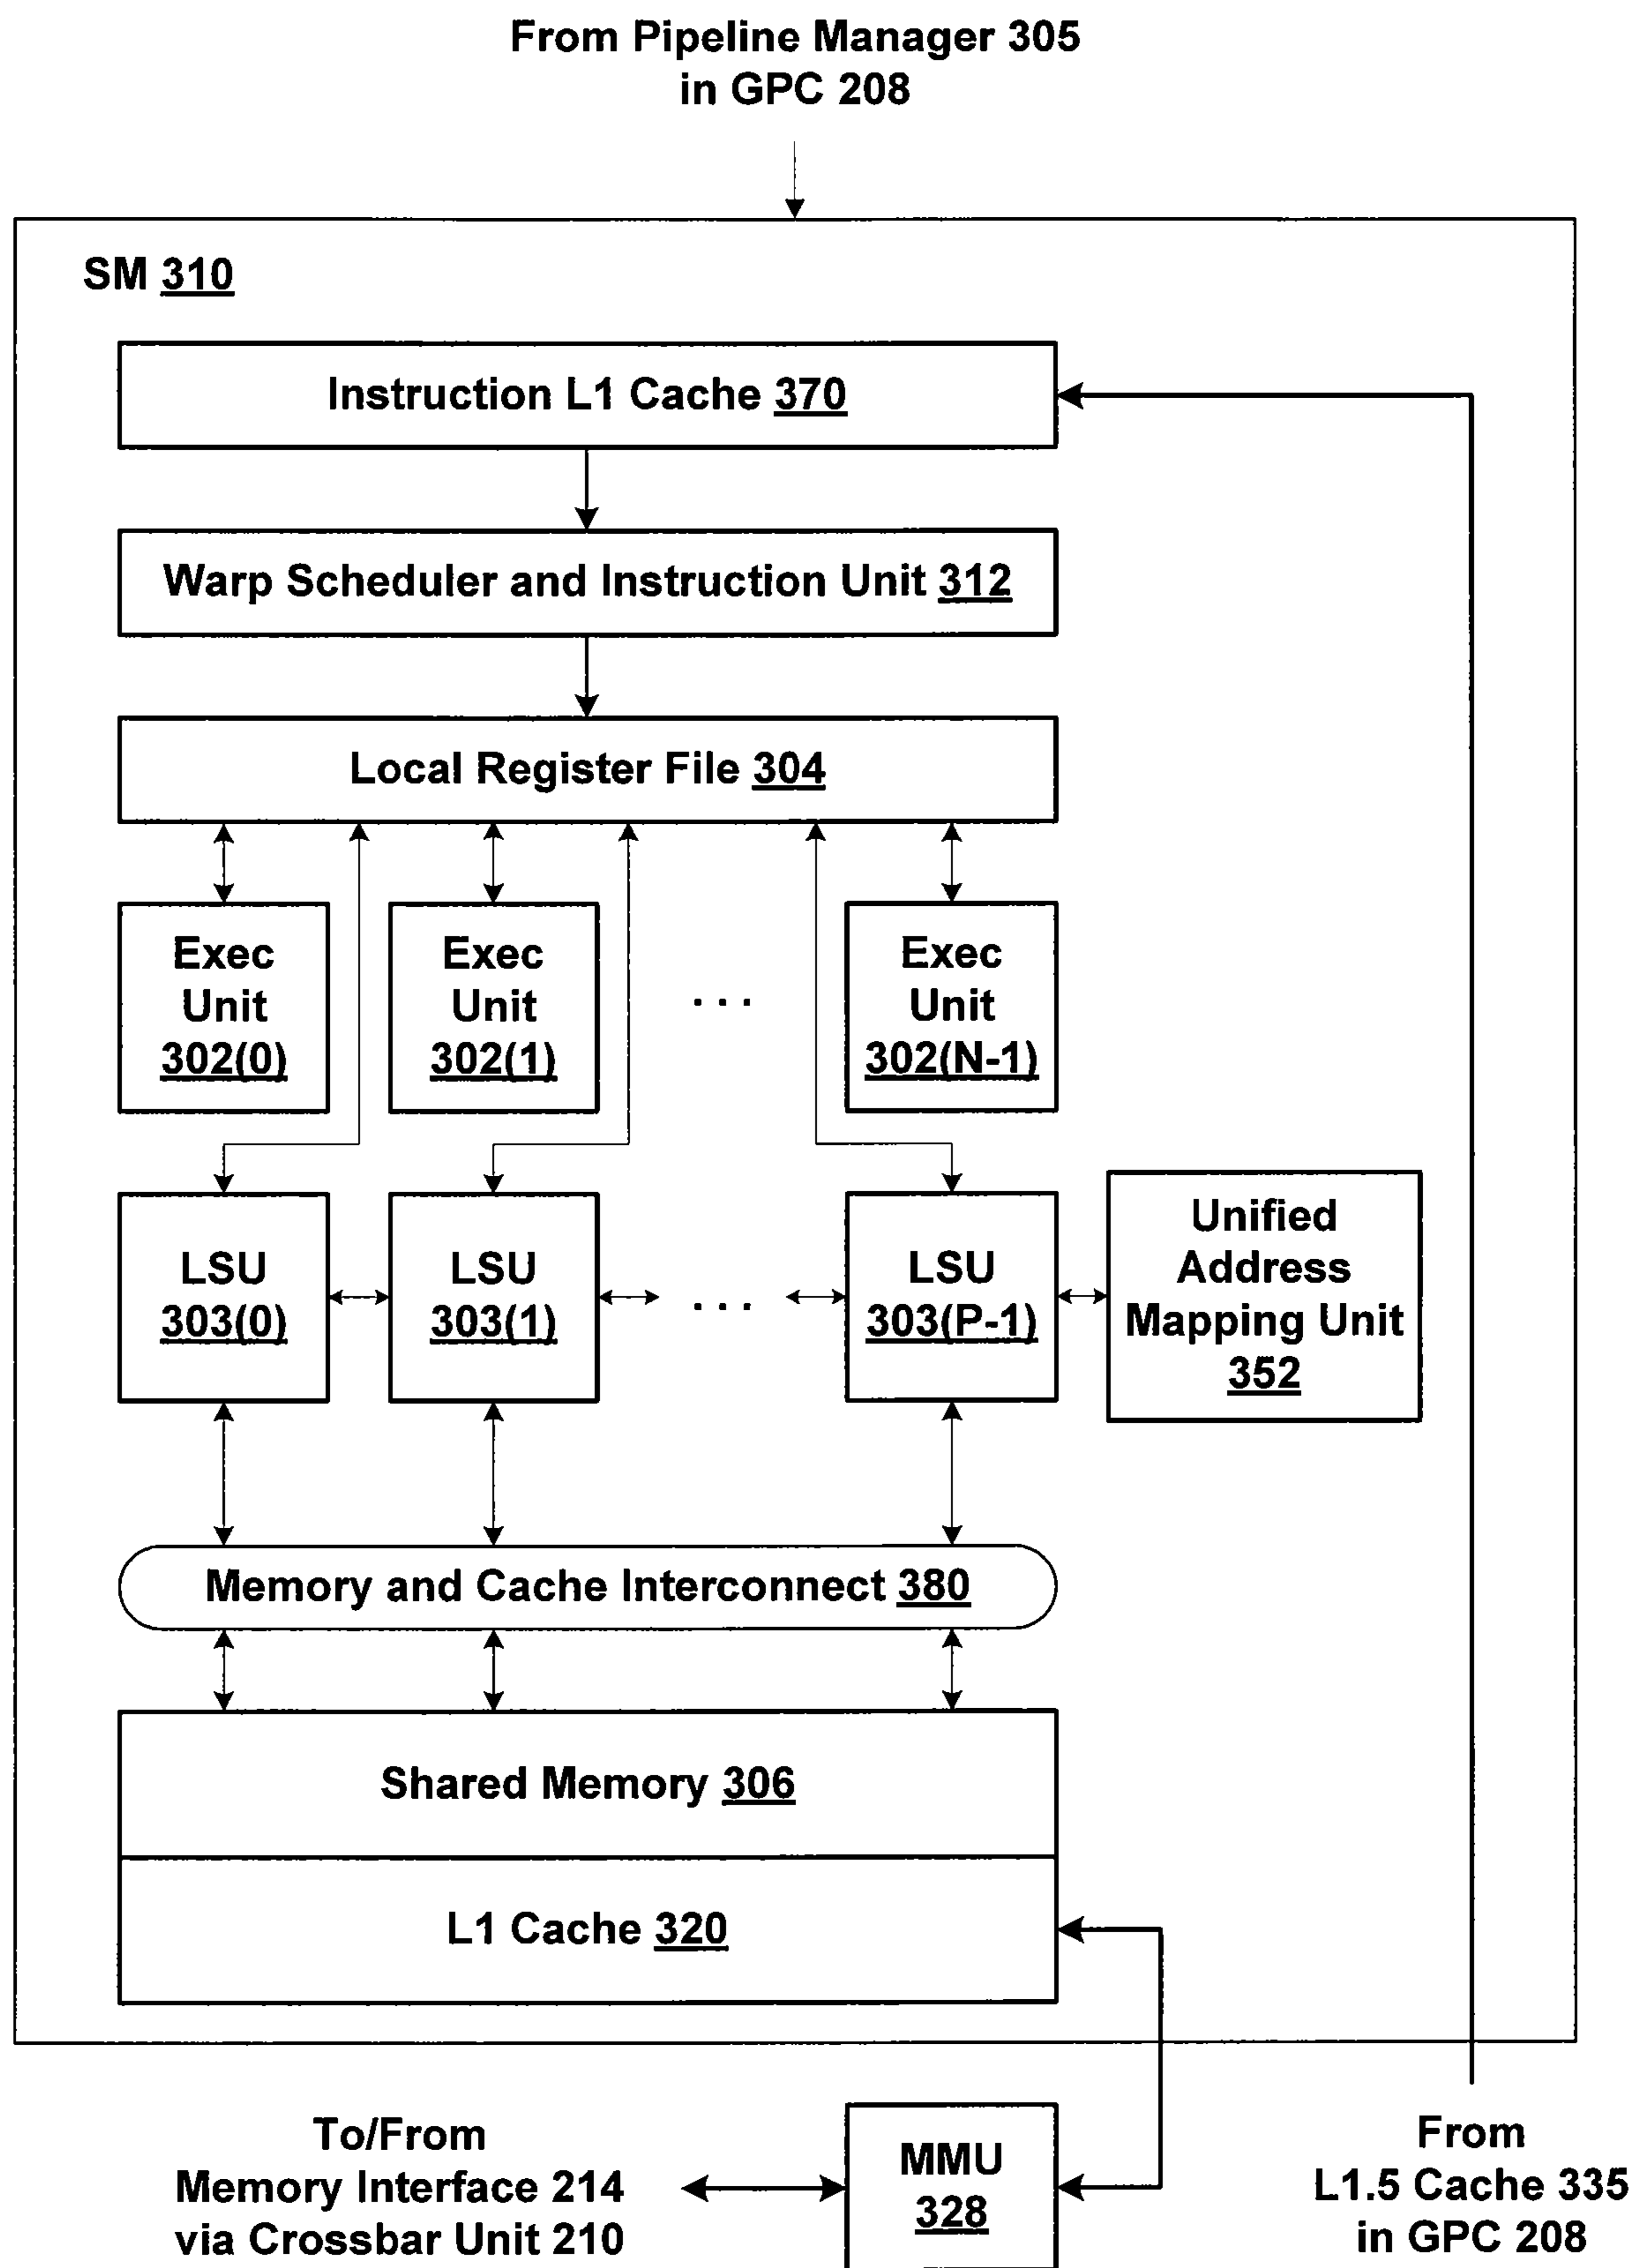 From Pipeline Manager 305
in GPC 208
SM 310
Instruction L1 Cache 370
Warp Scheduler and Instruction Unit 312
Local Register File 304
Exec
Unit
302(0)
Exec
Unit
302(1)
. . .
Exec
Unit
302(N-1)
LSU
303(0)
LSU
303(1)
. . .
LSU
303(P-1)
Unified
Address
Mapping Unit
352
Memory and Cache Interconnect 380
Shared Memory 306
L1 Cache 320
To/From
Memory Interface 214
via Crossbar Unit 210
MMU
328
From
L1.5 Cache 335
in GPC 208